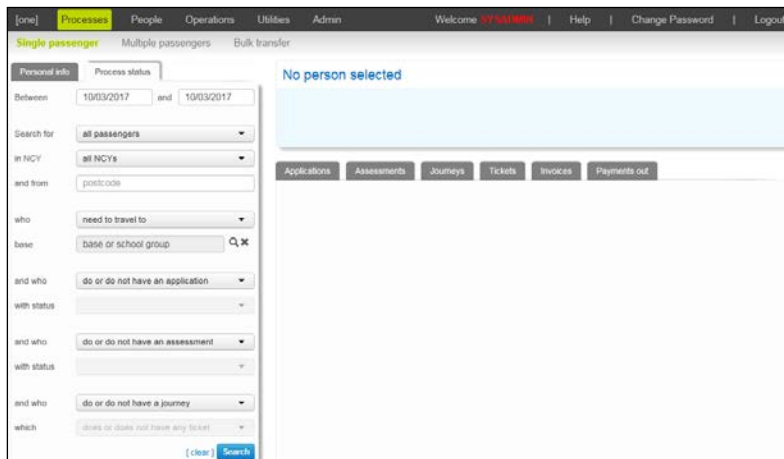 [one] Processes People Operations Utilities Admin Welcome SYSADMIN | Help | Change Password | Logout
Single passenger Multiple passengers Bulk transfer
Personal info Process status
Between 10/03/2017 and 10/03/2017
Search for all passengers
in NCY all NCYs
and from postcode
who need to travel to
base base or school group
and who do or do not have an application
with status
and who do or do not have an assessment
with status
and who do or do not have a journey
which does or does not have any ticket
[ clear ] Search
No person selected
Applications Assessments Journeys Tickets Invoices Payments out